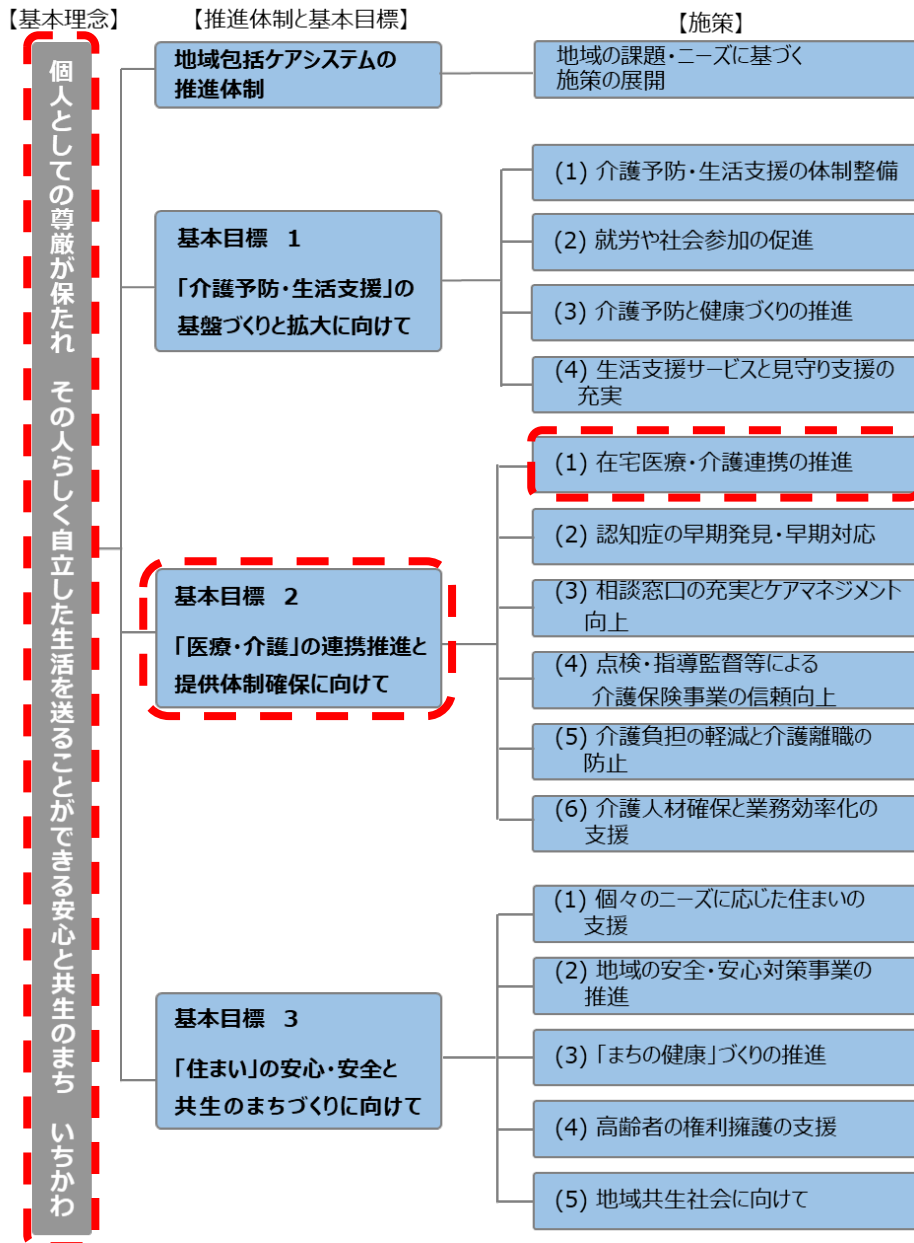 【基本理念】
【推進体制と基本目標】
【施策】
個人としての尊厳が保たれ　その人らしく自立した生活を送ることができる安心と共生のまち　いちかわ
地域包括ケアシステムの
推進体制
地域の課題・ニーズに基づく
施策の展開
基本目標　1
「介護予防・生活支援」の
基盤づくりと拡大に向けて
(1) 介護予防・生活支援の体制整備
(2) 就労や社会参加の促進
(3) 介護予防と健康づくりの推進
(4) 生活支援サービスと見守り支援の
充実
基本目標　2
「医療・介護」の連携推進と
提供体制確保に向けて
(1) 在宅医療・介護連携の推進
(2) 認知症の早期発見・早期対応
(3) 相談窓口の充実とケアマネジメント
向上
(4) 点検・指導監督等による
介護保険事業の信頼向上
(5) 介護負担の軽減と介護離職の
防止
(6) 介護人材確保と業務効率化の
支援
基本目標　3
「住まい」の安心・安全と
共生のまちづくりに向けて
(1) 個々のニーズに応じた住まいの
支援
(2) 地域の安全・安心対策事業の
推進
(3) 「まちの健康」づくりの推進
(4) 高齢者の権利擁護の支援
(5) 地域共生社会に向けて